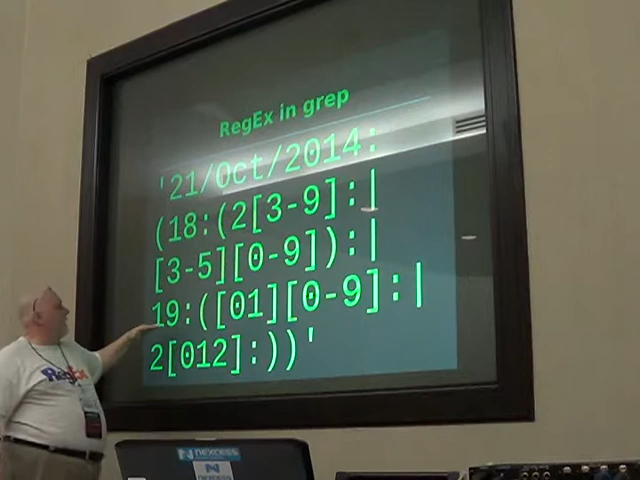 RegEx in grep
'21/Oct/2014:
(18:(2[3-9]:|
[3-5][0-9]):|
19:([01][0-9]:|
2[012]:))'
RegEx
NEXCESS
NEXCESS